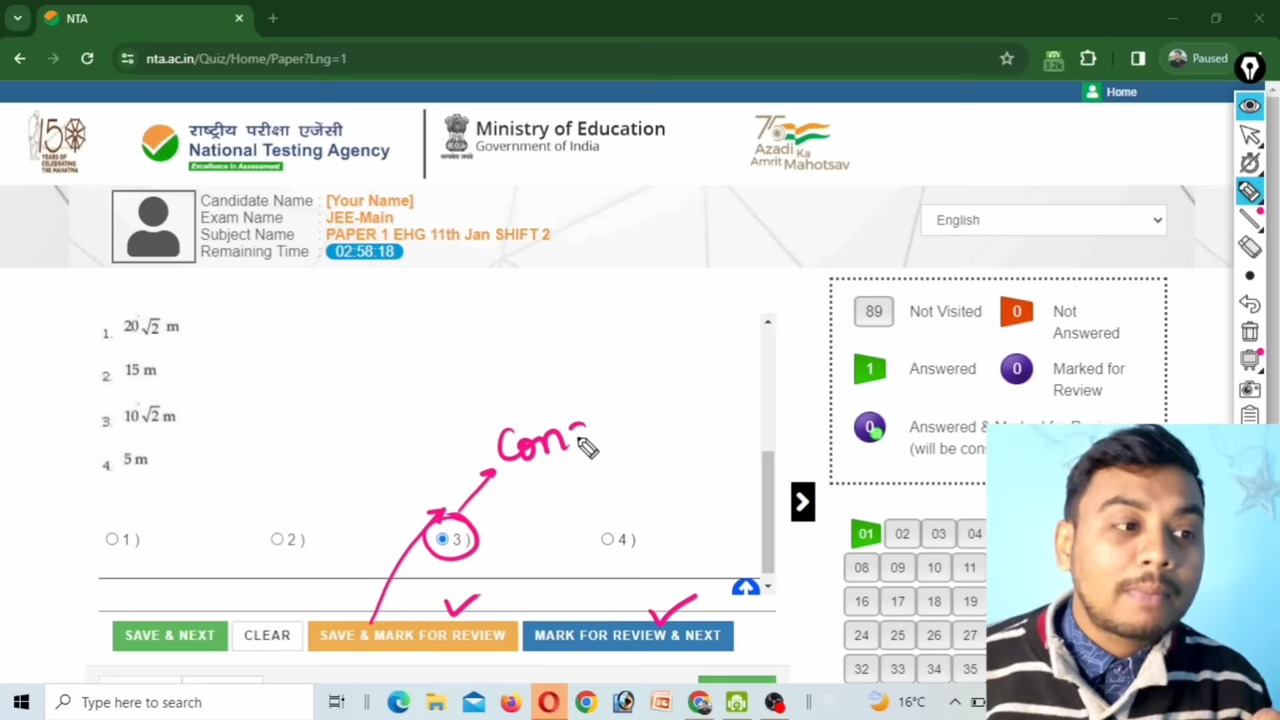 NTA
nta.ac.in/Quiz/Home/Paper?Lng=1
Paused
Home
150
YEARS OF
CELEBRATING
THE MAHATMA
राष्ट्रीय परीक्षा एजेंसी
National Testing Agency
Excellence in Assessment
Ministry of Education
Government of India
75
Azadi Ka
Amrit Mahotsav
Candidate Name : [Your Name]
Exam Name : JEE-Main
Subject Name : PAPER 1 EHG 11th Jan SHIFT 2
Remaining Time : 02:58:18
English
1. 20√2 m
2. 15 m
3. 10√2 m
4. 5 m
Con
1 ) 2 ) 3 ) 4 )
SAVE & NEXT CLEAR SAVE & MARK FOR REVIEW MARK FOR REVIEW & NEXT
89 Not Visited 0 Not Answered
1 Answered 0 Marked for Review
0 Answered &
(will be
01 02 03 04
08 09 10 11
16 17 18 19
24 25 26 27
32 33 34 35
Type here to search
16°C